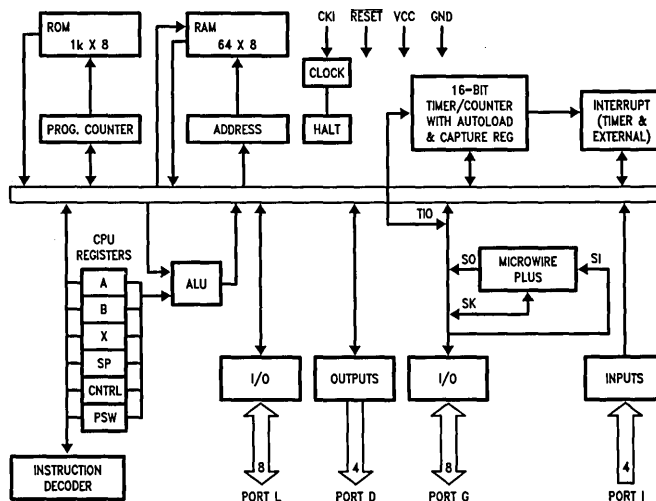 ROM
1k X 8
RAM
64 X 8
CKI
RESET
VCC
GND
CLOCK
HALT
16-BIT
TIMER/COUNTER
WITH AUTOLOAD
& CAPTURE REG
INTERRUPT
(TIMER &
EXTERNAL)
PROG. COUNTER
ADDRESS
TIO
CPU
REGISTERS
A
B
X
SP
CNTRL
PSW
ALU
SO
MICROWIRE
PLUS
SI
SK
I/O
OUTPUTS
I/O
INPUTS
INSTRUCTION
DECODER
8
4
8
4
PORT L
PORT D
PORT G
PORT I